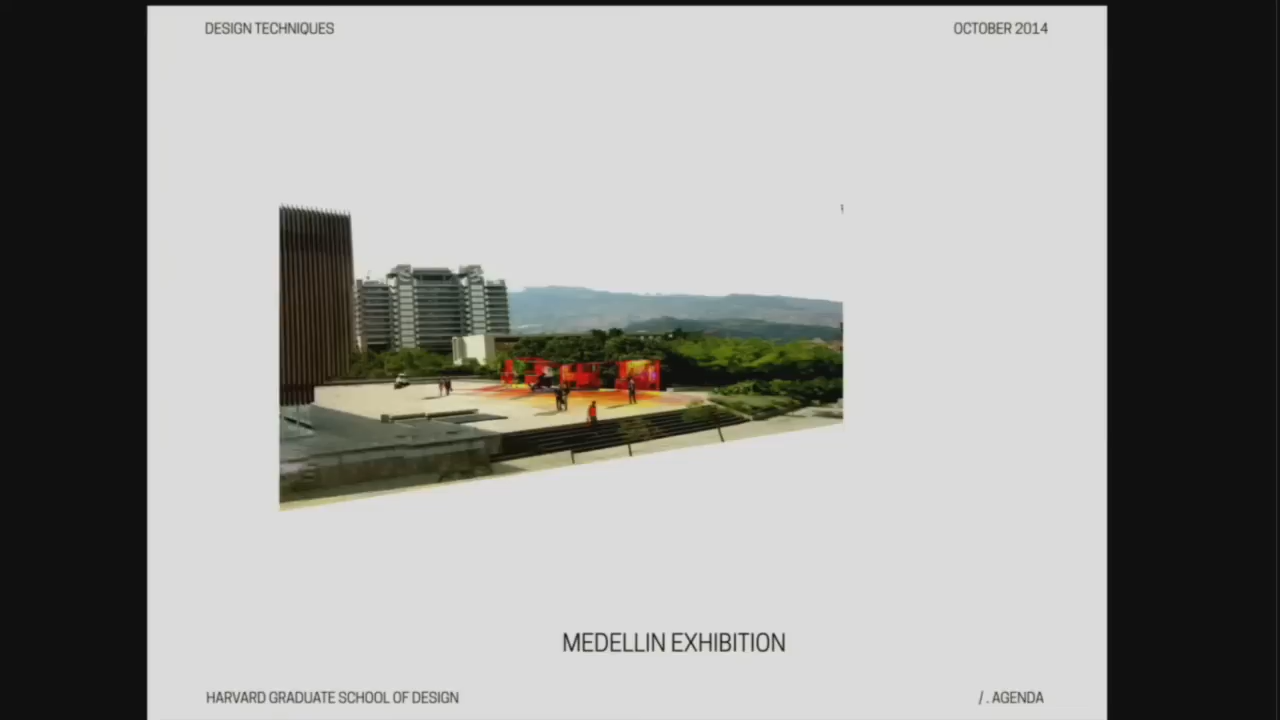 DESIGN TECHNIQUES
OCTOBER 2014
MEDELLIN EXHIBITION
HARVARD GRADUATE SCHOOL OF DESIGN
/ . AGENDA